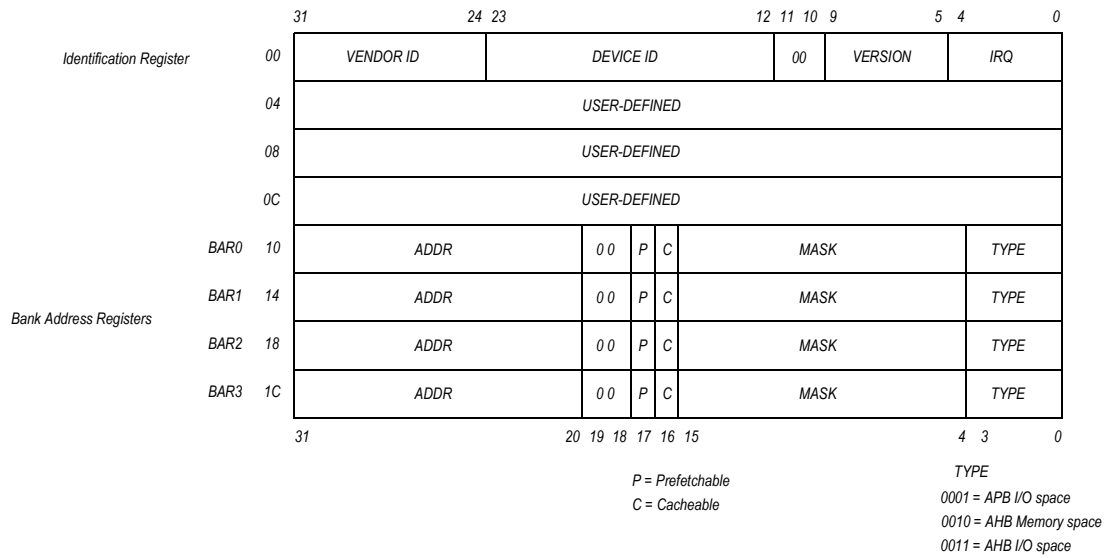 31 24 23 12 11 10 9 5 4 0
Identification Register 00 VENDOR ID DEVICE ID 00 VERSION IRQ
04 USER-DEFINED
08 USER-DEFINED
0C USER-DEFINED
BAR0 10 ADDR 0 0 P C MASK TYPE
BAR1 14 ADDR 0 0 P C MASK TYPE
Bank Address Registers
BAR2 18 ADDR 0 0 P C MASK TYPE
BAR3 1C ADDR 0 0 P C MASK TYPE
31 20 19 18 17 16 15 4 3 0
P = Prefetchable
C = Cacheable
TYPE
0001 = APB I/O space
0010 = AHB Memory space
0011 = AHB I/O space